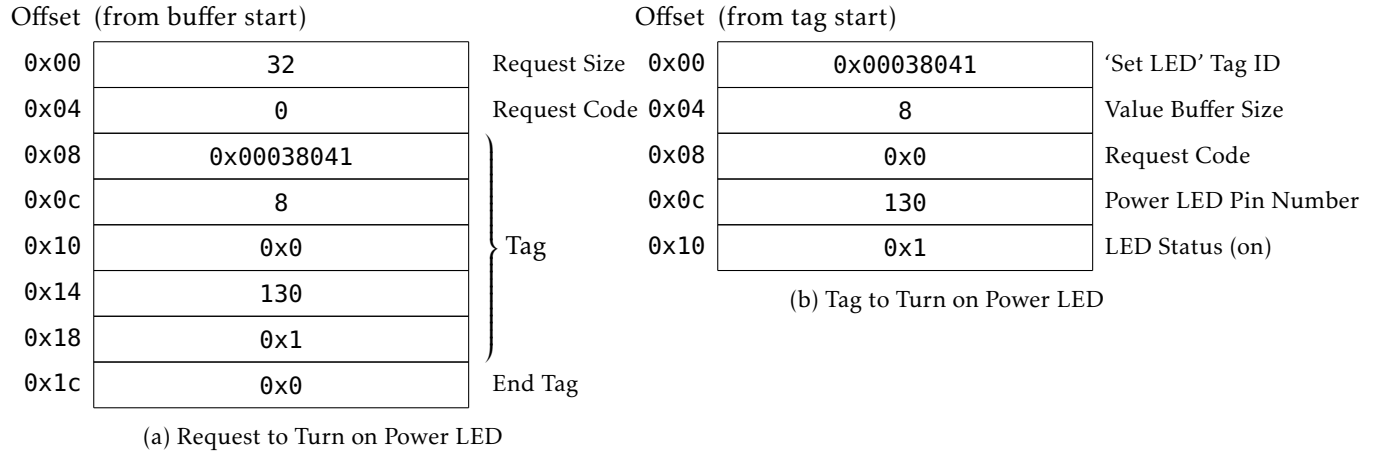 Offset (from buffer start)
0x00 32 Request Size
0x04 0 Request Code
0x08 0x00038041
0x0c 8
0x10 0x0 Tag
0x14 130
0x18 0x1
0x1c 0x0 End Tag
(a) Request to Turn on Power LED
Offset (from tag start)
0x00 0x00038041 ‘Set LED’ Tag ID
0x04 8 Value Buffer Size
0x08 0x0 Request Code
0x0c 130 Power LED Pin Number
0x10 0x1 LED Status (on)
(b) Tag to Turn on Power LED